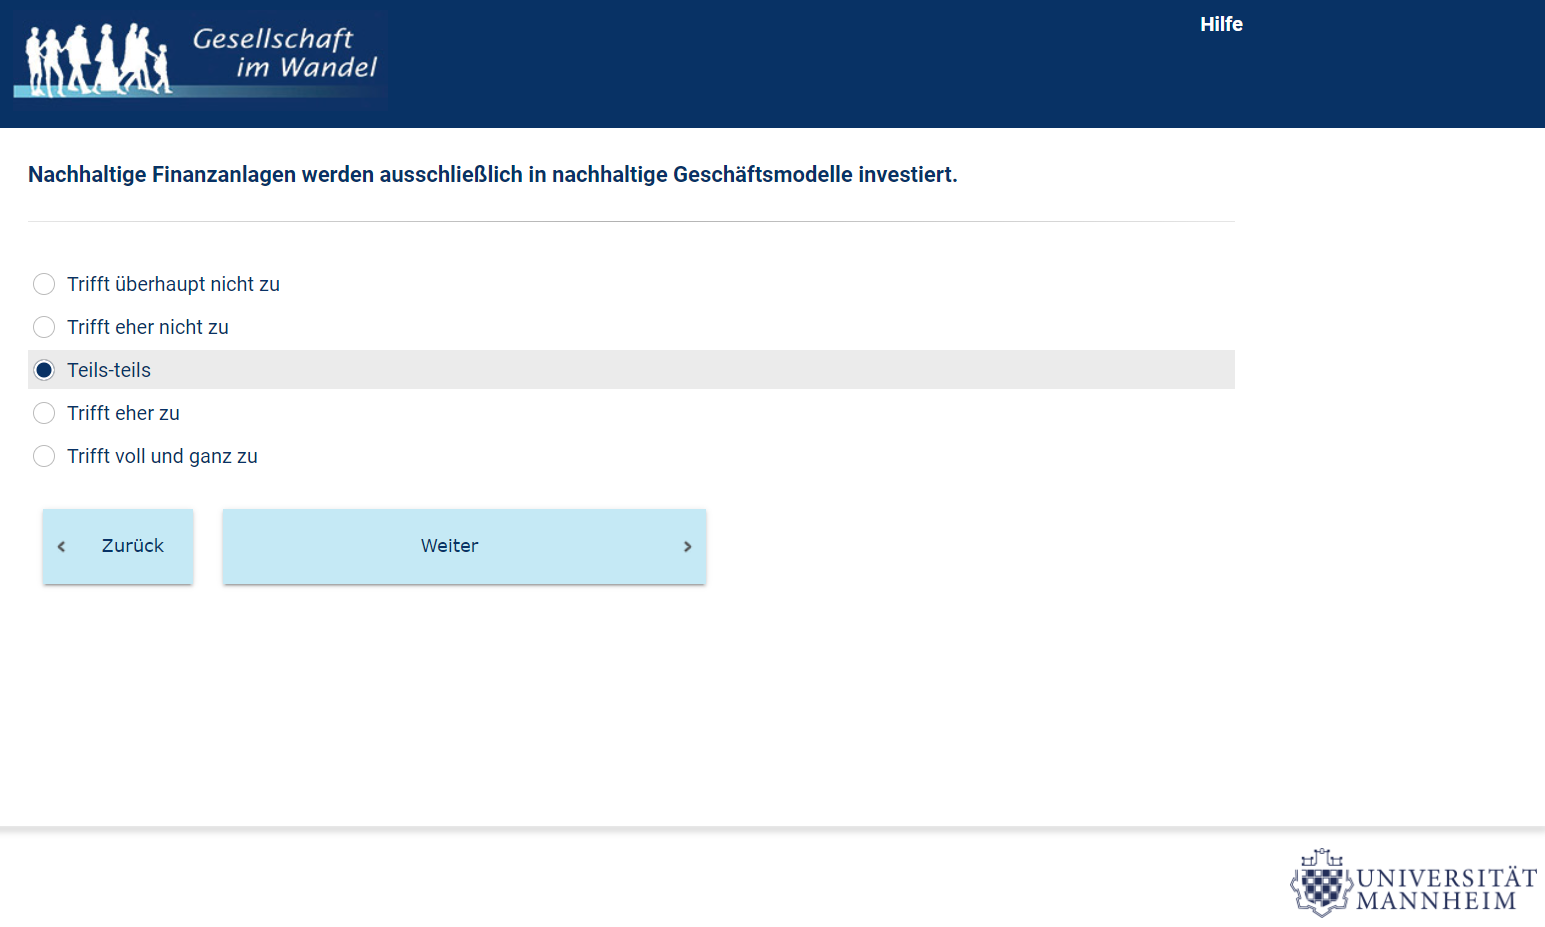 Gesellschaft
im Wandel
Hilfe
Nachhaltige Finanzanlagen werden ausschließlich in nachhaltige Geschäftsmodelle investiert.
Trifft überhaupt nicht zu
Trifft eher nicht zu
Teils-teils
Trifft eher zu
Trifft voll und ganz zu
Zurück
Weiter
UNIVERSITÄT
MANNHEIM